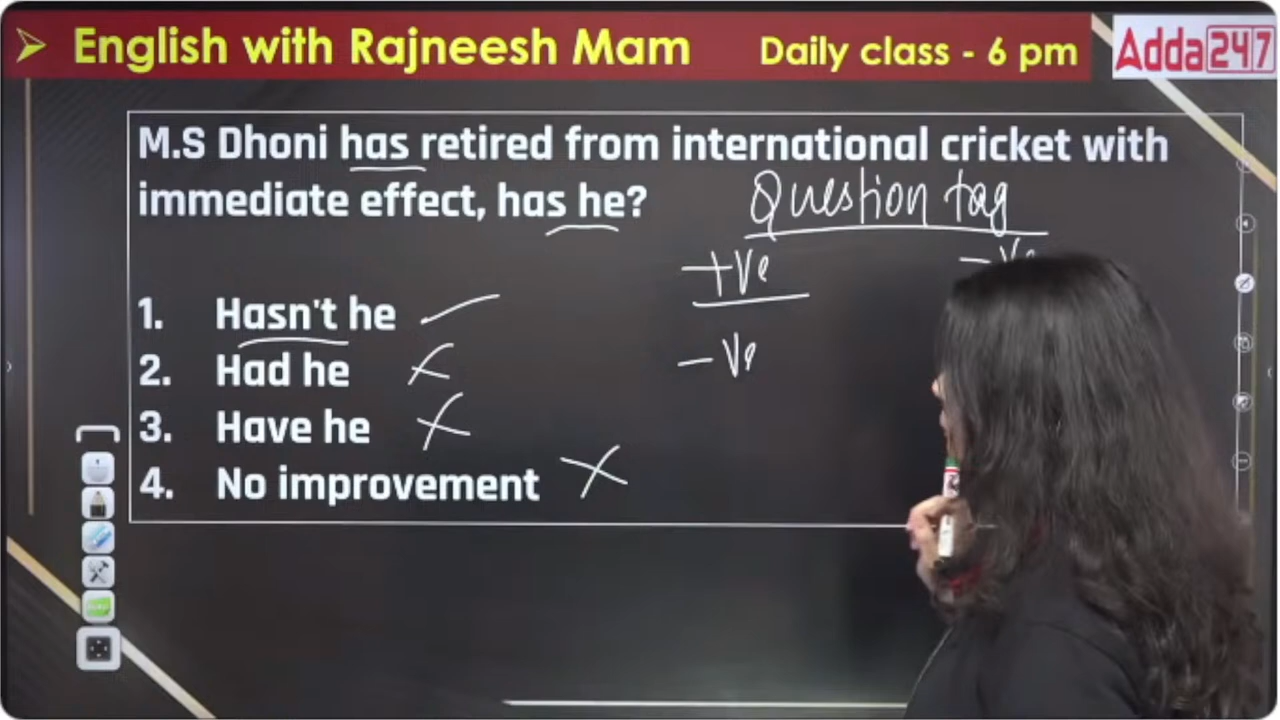 English with Rajneesh Mam
Daily class - 6 pm
Adda247
M.S Dhoni has retired from international cricket with
immediate effect, has he?
Question tag
+ve
-ve
1. Hasn't he
-ve
2. Had he
3. Have he
4. No improvement